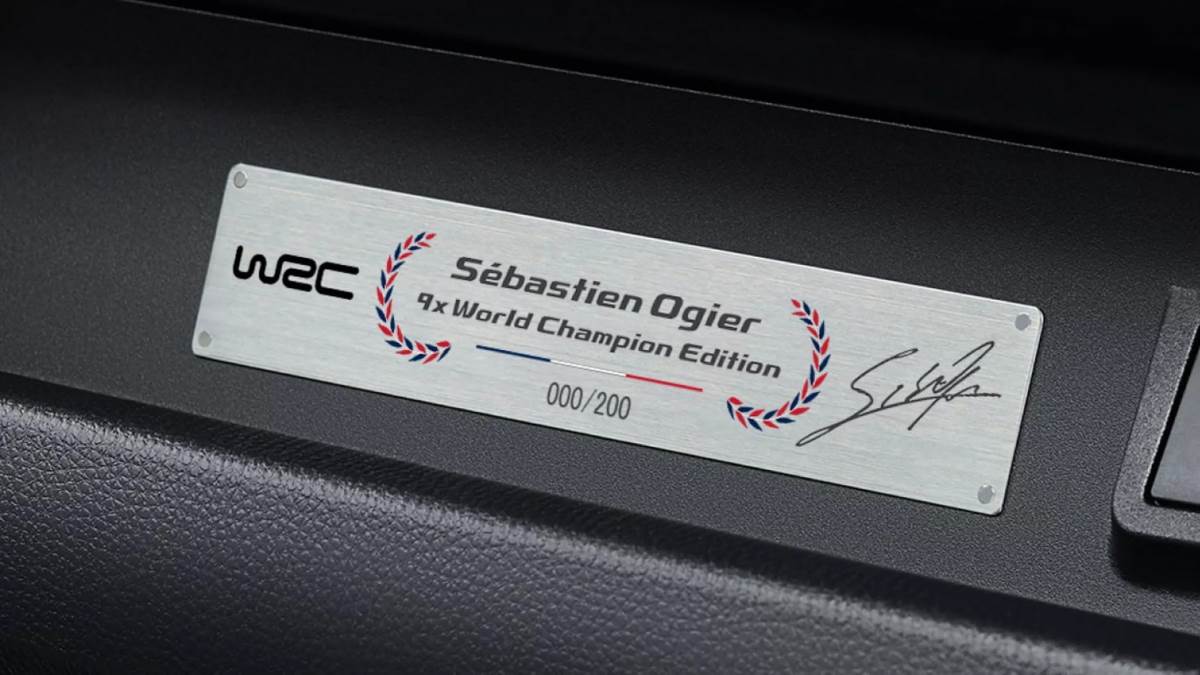 WRC
Sébastien Ogier
9x World Champion Edition
000/200